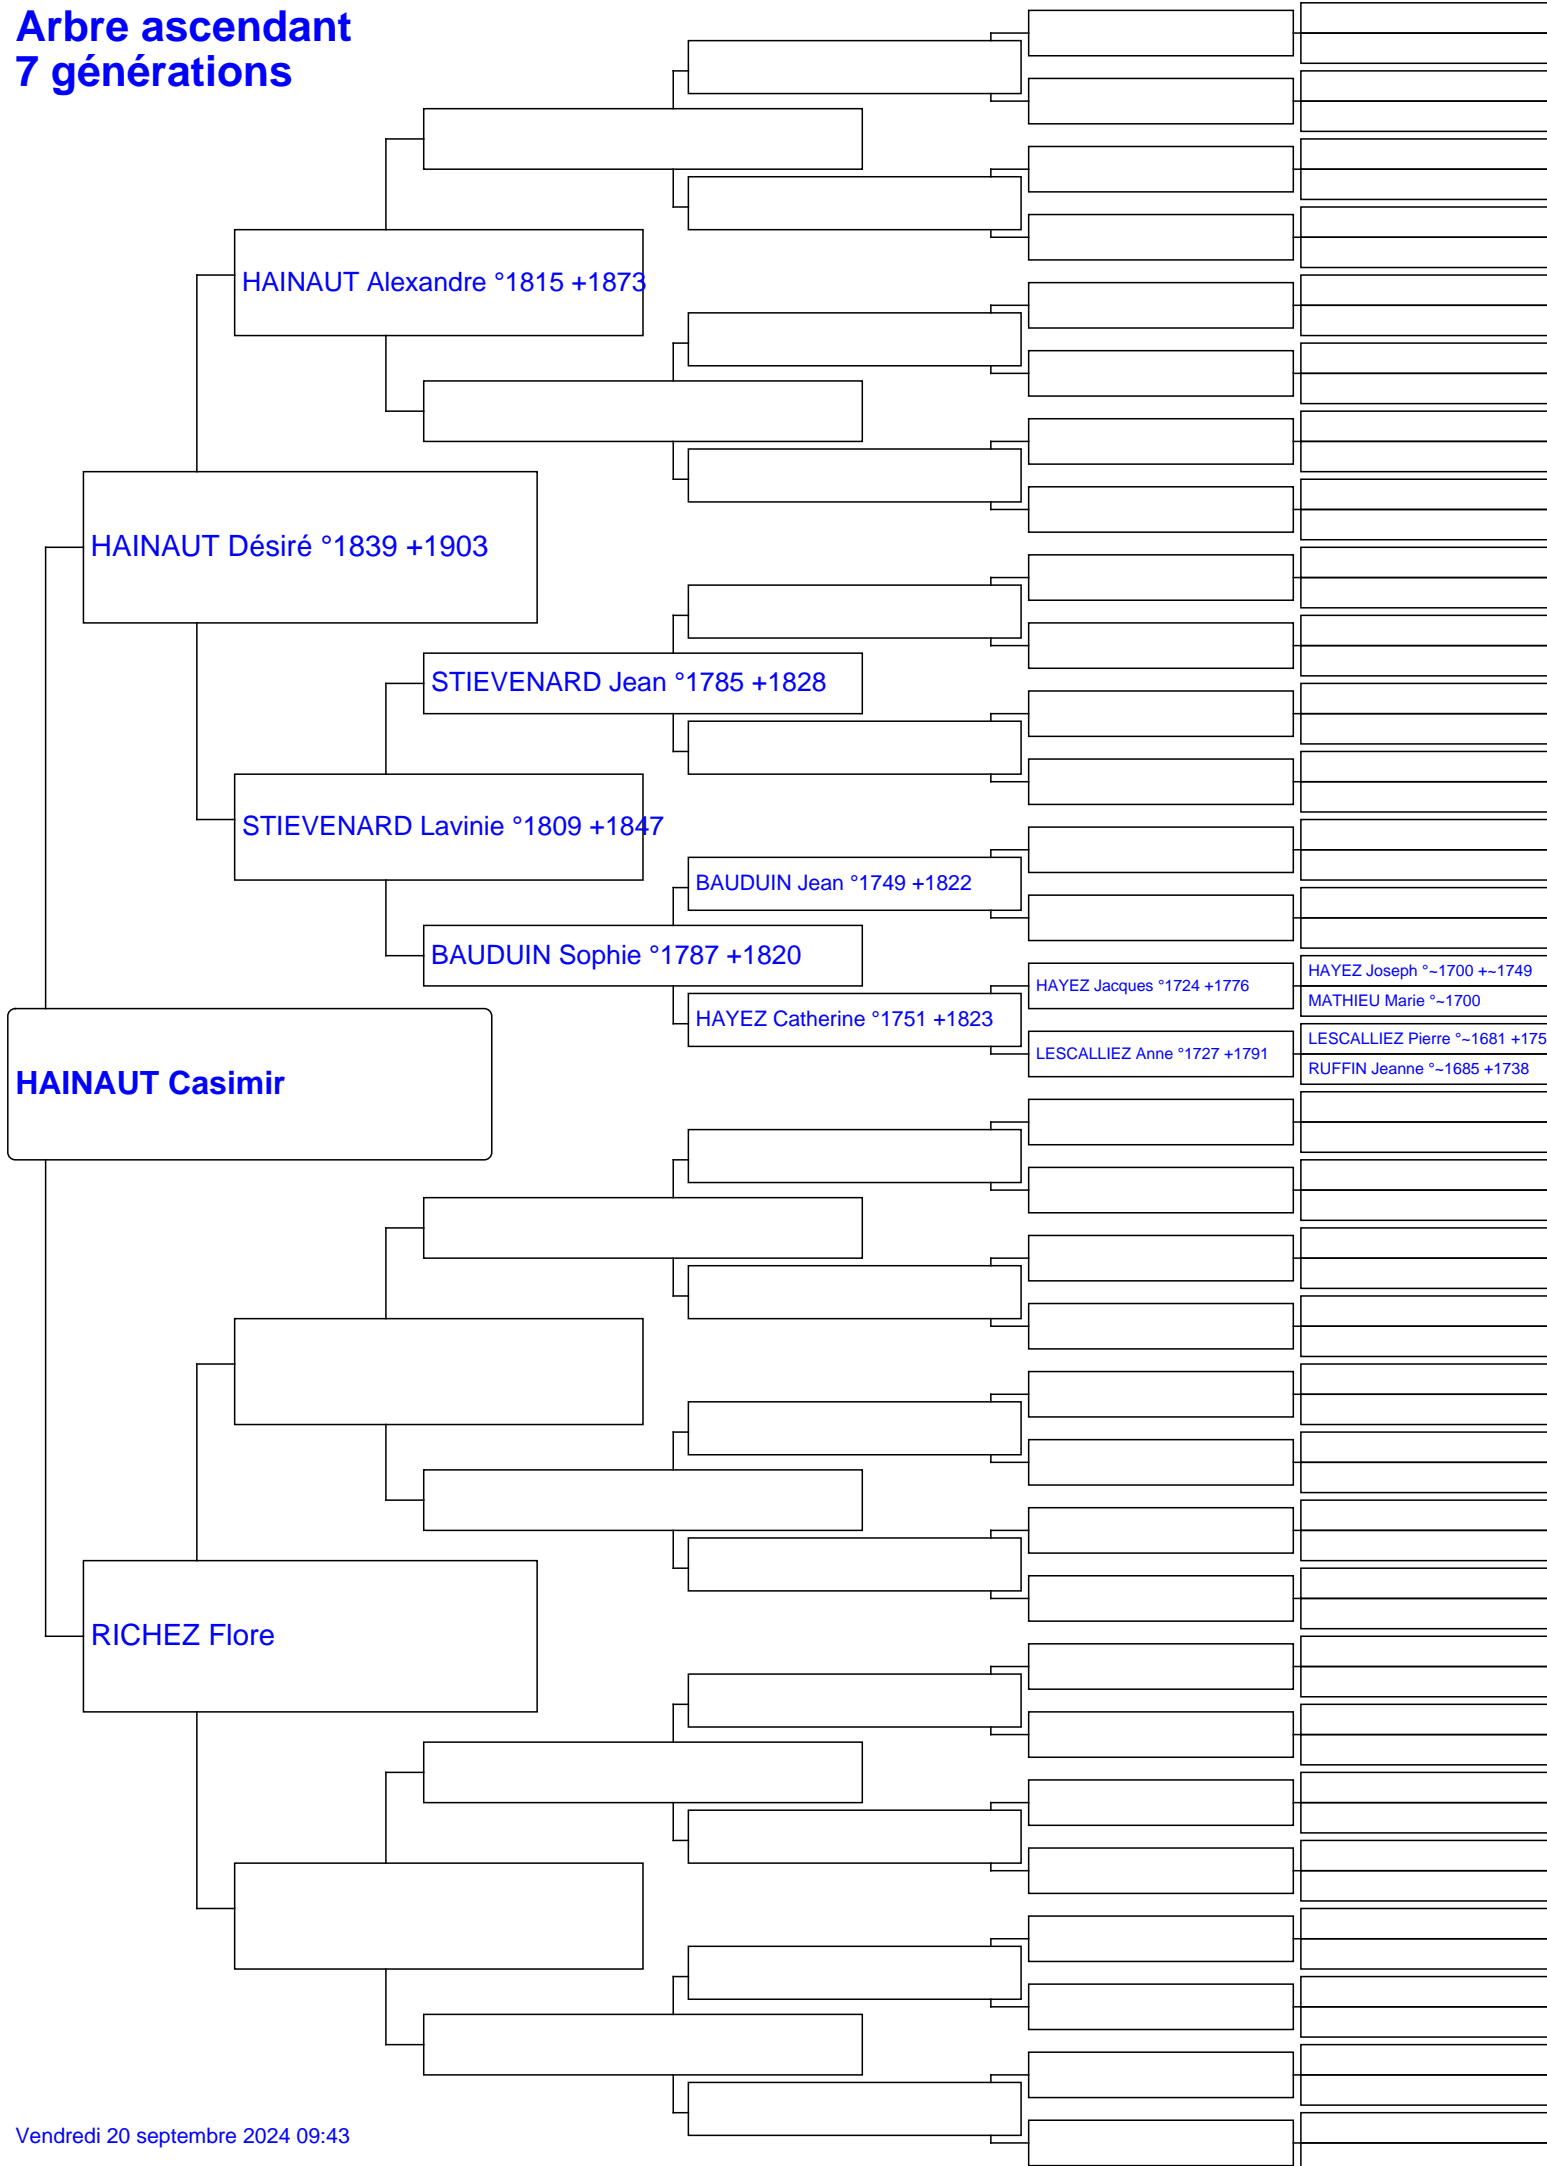 Arbre ascendant
7 générations
HAINAUT Alexandre °1815 +1873
HAINAUT Désiré °1839 +1903
STIEVENARD Jean °1785 +1828
STIEVENARD Lavinie °1809 +1847
BAUDUIN Jean °1749 +1822
BAUDUIN Sophie °1787 +1820
HAYEZ Joseph °~1700 +~1749
HAYEZ Jacques °1724 +1776
MATHIEU Marie °~1700
HAYEZ Catherine °1751 +1823
LESCALLIEZ Pierre °~1681 +175
LESCALLIEZ Anne °1727 +1791
RUFFIN Jeanne °~1685 +1738
HAINAUT Casimir
RICHEZ Flore
Vendredi 20 septembre 2024 09:43